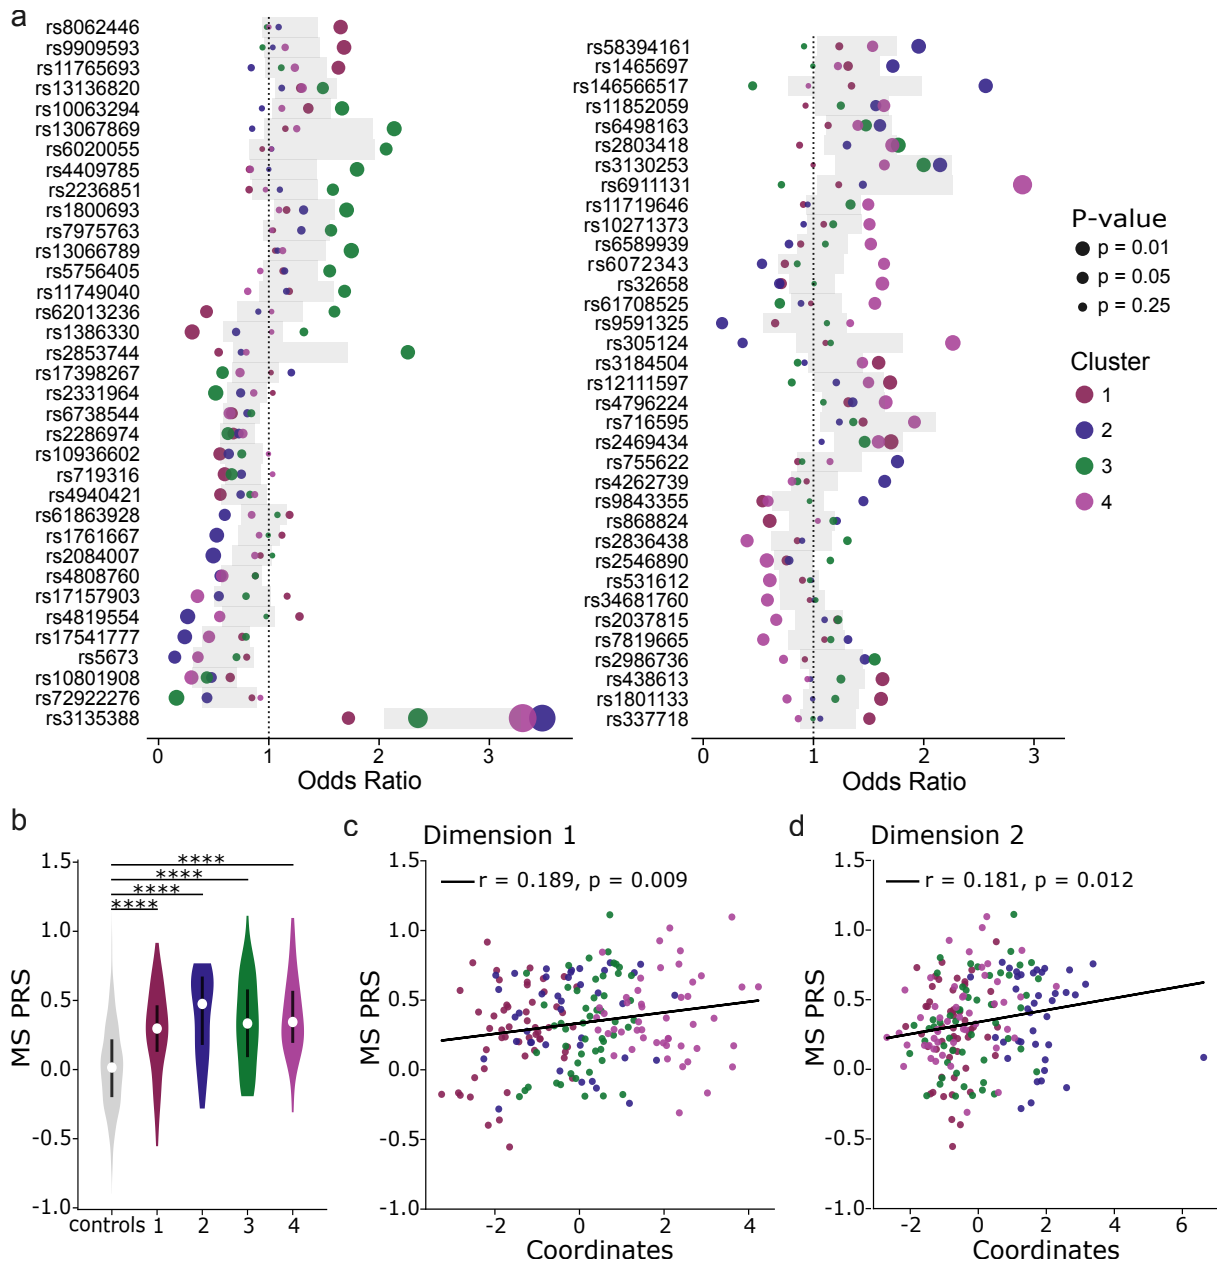 a
rs8062446
rs9909593
rs11765693
rs13136820
rs10063294
rs13067869
rs6020055
rs4409785
rs2236851
rs1800693
rs7975763
rs13066789
rs5756405
rs11749040
rs62013236
rs1386330
rs2853744
rs17398267
rs2331964
rs6738544
rs2286974
rs10936602
rs719316
rs4940421
rs61863928
rs1761667
rs2084007
rs4808760
rs17157903
rs4819554
rs17541777
rs5673
rs10801908
rs72922276
rs3135388
0 1 2 3
Odds Ratio
rs58394161
rs1465697
rs146566517
rs11852059
rs6498163
rs2803418
rs3130253
rs6911131
rs11719646
rs10271373
rs6589939
rs6072343
rs32658
rs61708525
rs9591325
rs305124
rs3184504
rs12111597
rs4796224
rs716595
rs2469434
rs755622
rs4262739
rs9843355
rs868824
rs2836438
rs2546890
rs531612
rs34681760
rs2037815
rs7819665
rs2986736
rs438613
rs1801133
rs337718
0 1 2 3
Odds Ratio
P-value
p = 0.01
p = 0.05
p = 0.25
Cluster
1
2
3
4
b
MS PRS
1.5
1.0
0.5
0.0
-0.5
-1.0
****
****
****
****
controls 1 2 3 4
c
Dimension 1
r = 0.189, p = 0.009
MS PRS
1.5
1.0
0.5
0.0
-0.5
-1.0
-2 0 2 4
Coordinates
d
Dimension 2
r = 0.181, p = 0.012
MS PRS
1.5
1.0
0.5
0.0
-0.5
-1.0
-2 0 2 4 6
Coordinates